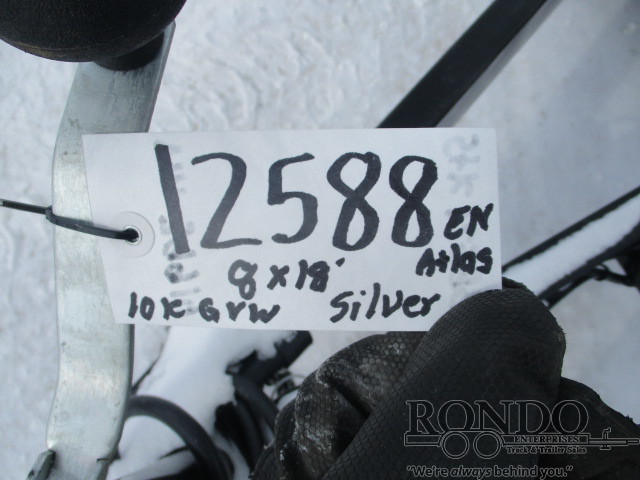 12588 EN
8x18' Atlas
10K GVW Silver
RONDO
ENTERPRISES
Truck & Trailer Sales
"We're always behind you."